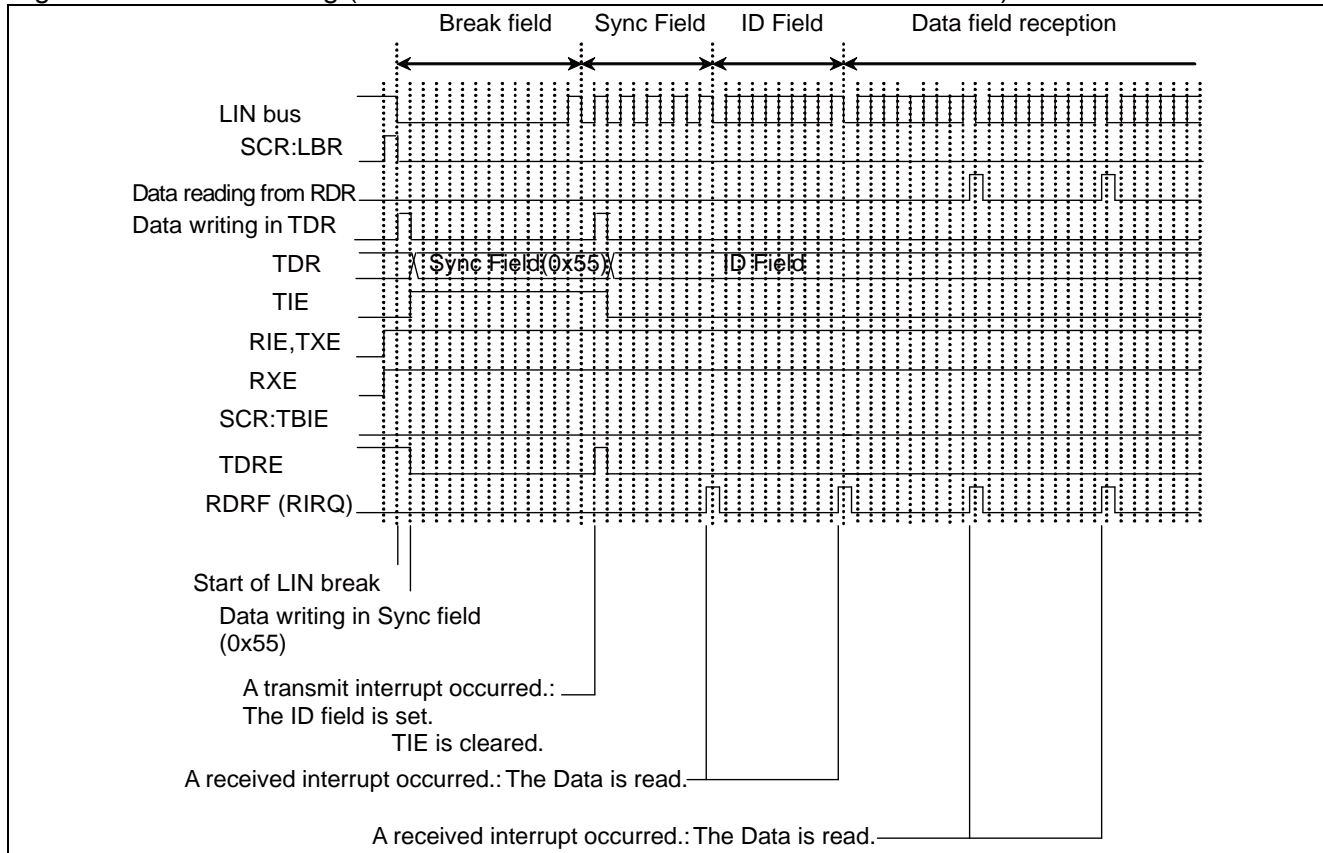 Break field Sync Field ID Field Data field reception
LIN bus
SCR:LBR
Data reading from RDR
Data writing in TDR
TDR Sync Field(0x55) ID Field
TIE
RIE,TXE
RXE
SCR:TBIE
TDRE
RDRF (RIRQ)
Start of LIN break
Data writing in Sync field
(0x55)
A transmit interrupt occurred.:
The ID field is set.
TIE is cleared.
A received interrupt occurred.: The Data is read.
A received interrupt occurred.: The Data is read.